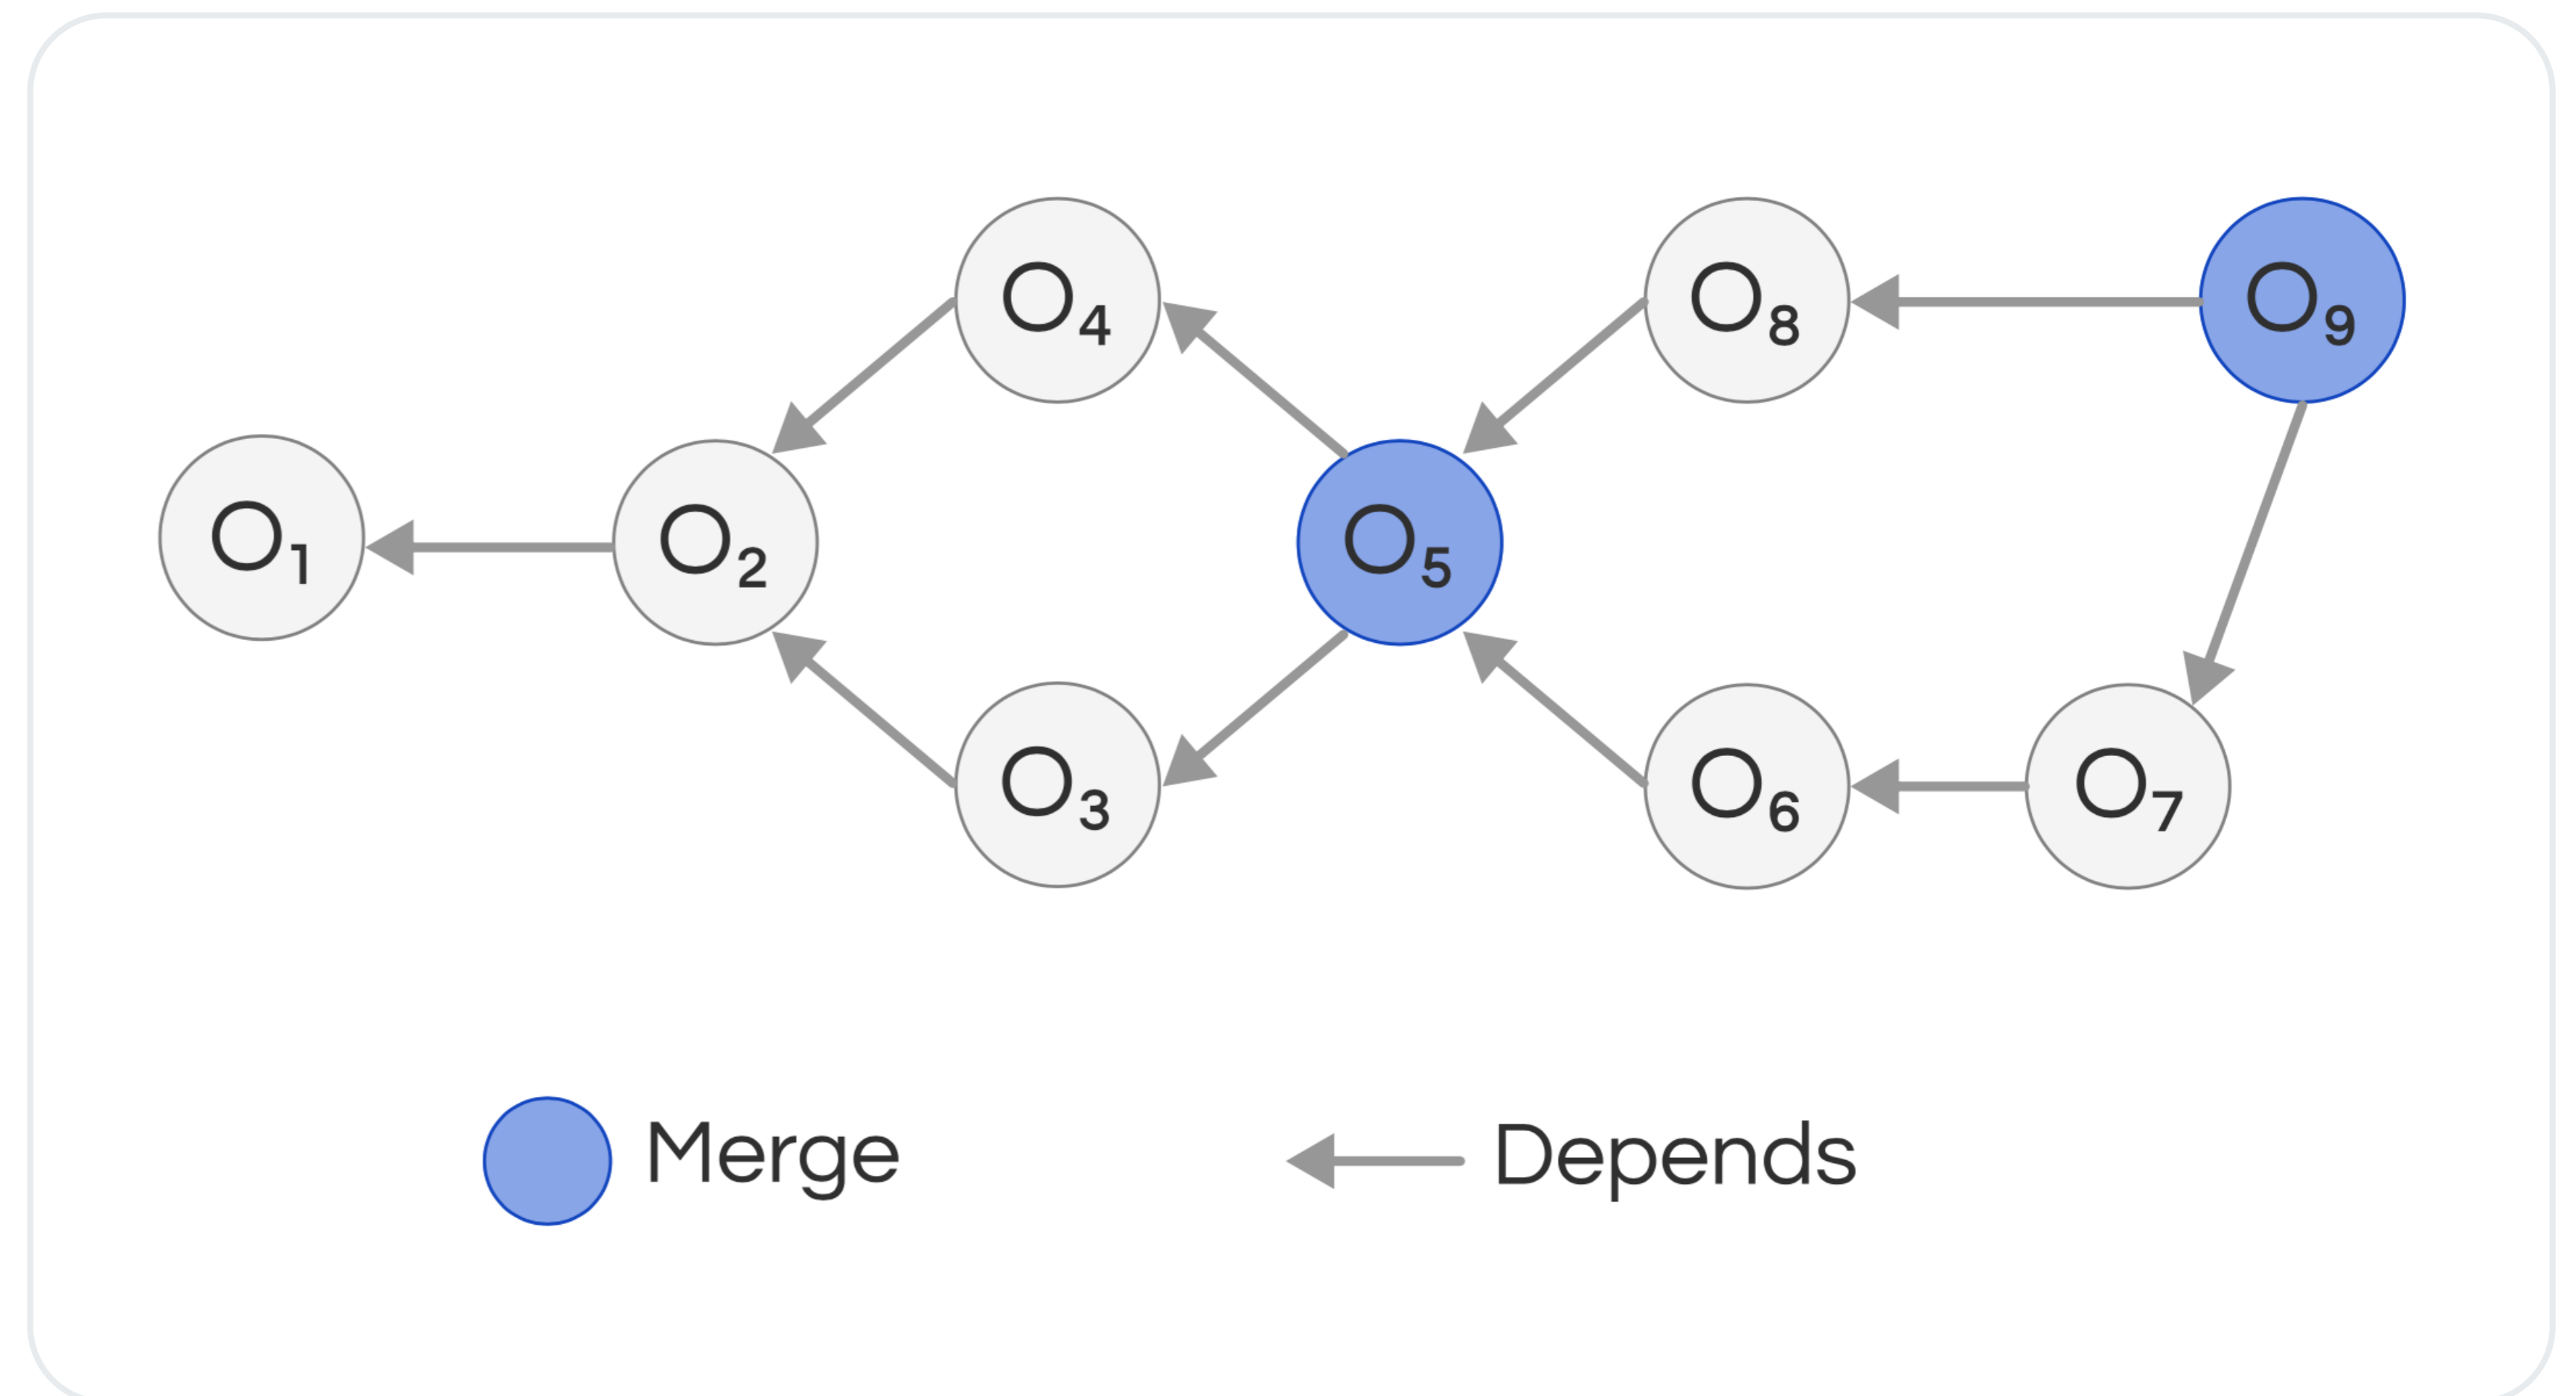 O₄
O₈
O₉
O₁
O₂
O₅
O₃
O₆
O₇
Merge
Depends